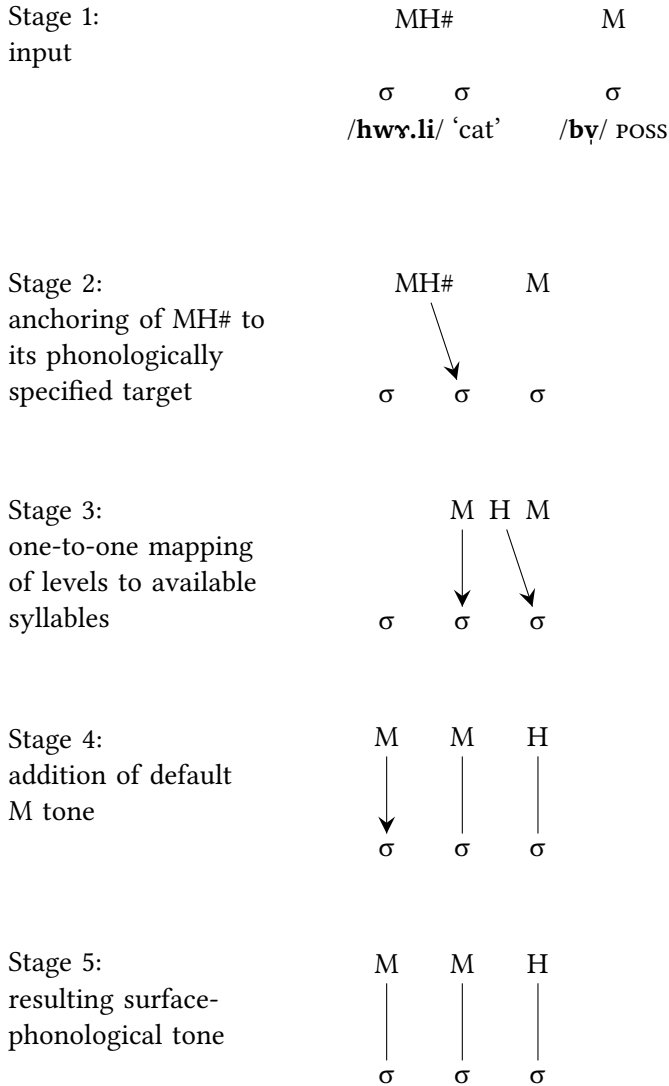 Stage 1: MH# M
input
σ σ σ
/hwɤ.li/ ‘cat’ /bv̩/ POSS
Stage 2: MH# M
anchoring of MH# to
its phonologically
specified target σ σ σ
Stage 3: M H M
one-to-one mapping
of levels to available
syllables σ σ σ
Stage 4: M M H
addition of default
M tone
σ σ σ
Stage 5: M M H
resulting surface-
phonological tone
σ σ σ